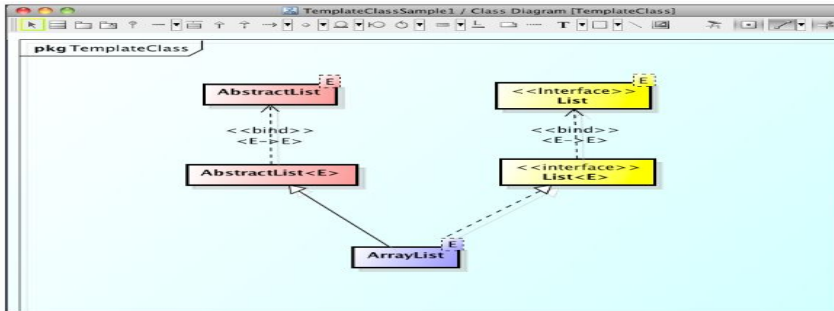 TemplateClassSample1 / Class Diagram [TemplateClass]
T
pkg TemplateClass
E
AbstractList
E
<<Interface>>
List
<<bind>>
<E->E>
<<bind>>
<E->E>
AbstractList<E>
<<interface>>
List<E>
E
ArrayList